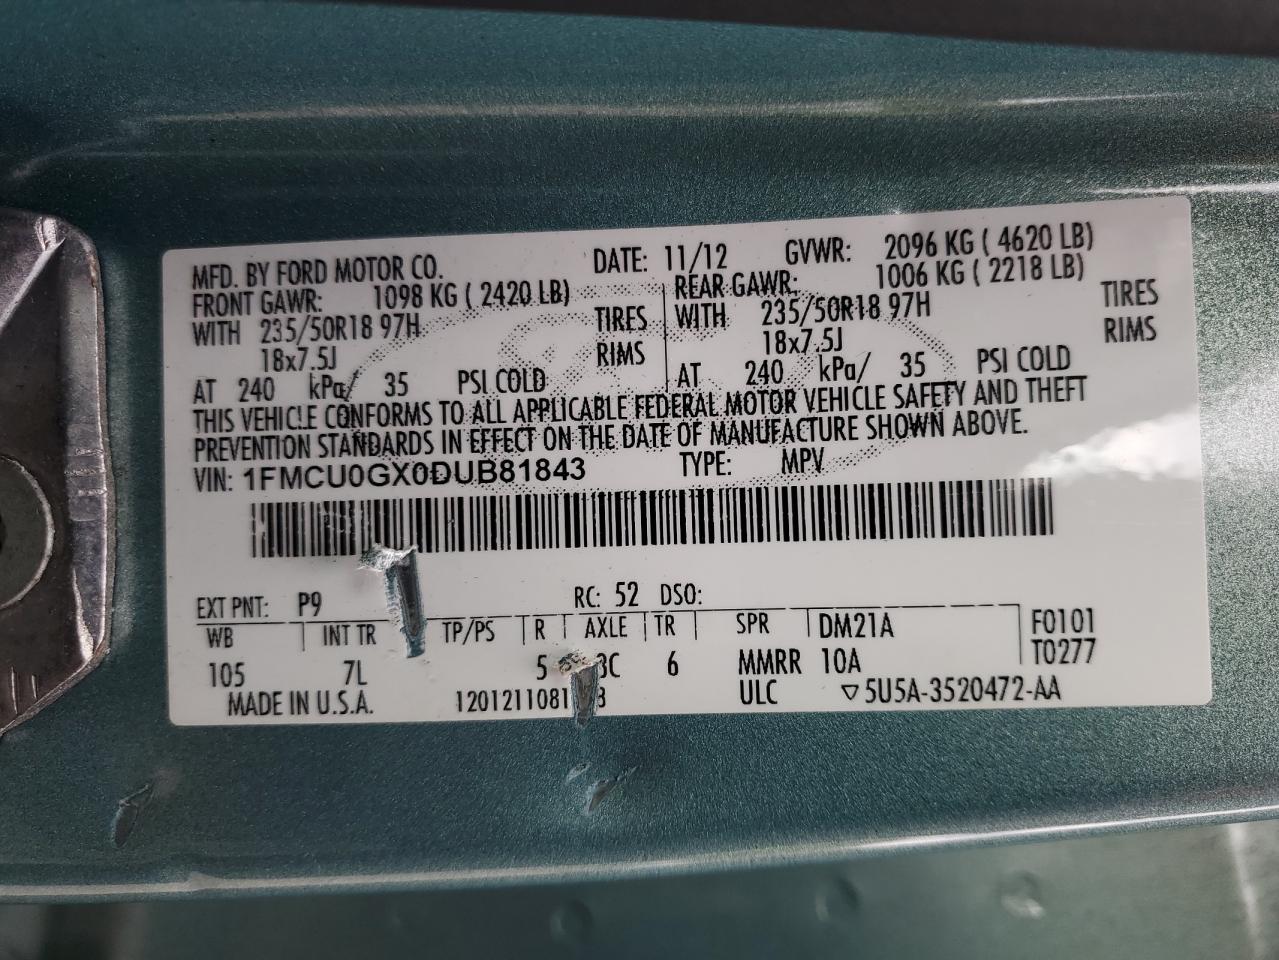 MFD. BY FORD MOTOR CO. DATE: 11/12 GVWR: 2096 KG ( 4620 LB)
FRONT GAWR: 1098 KG ( 2420 LB) REAR GAWR: 1006 KG ( 2218 LB)
WITH 235/50R18 97H TIRES WITH 235/50R18 97H TIRES
18x7.5J RIMS 18x7.5J RIMS
AT 240 kPa/ 35 PSI COLD AT 240 kPa/ 35 PSI COLD
THIS VEHICLE CONFORMS TO ALL APPLICABLE FEDERAL MOTOR VEHICLE SAFETY AND THEFT
PREVENTION STANDARDS IN EFFECT ON THE DATE OF MANUFACTURE SHOWN ABOVE.
VIN: 1FMCU0GX0DUB81843 TYPE: MPV
EXT PNT: P9 RC: 52 DSO:
WB INT TR TP/PS R AXLE TR SPR DM21A F0101
105 7L 5 3C 6 MMRR 10A T0277
MADE IN U.S.A. ULC ▽5U5A-3520472-AA